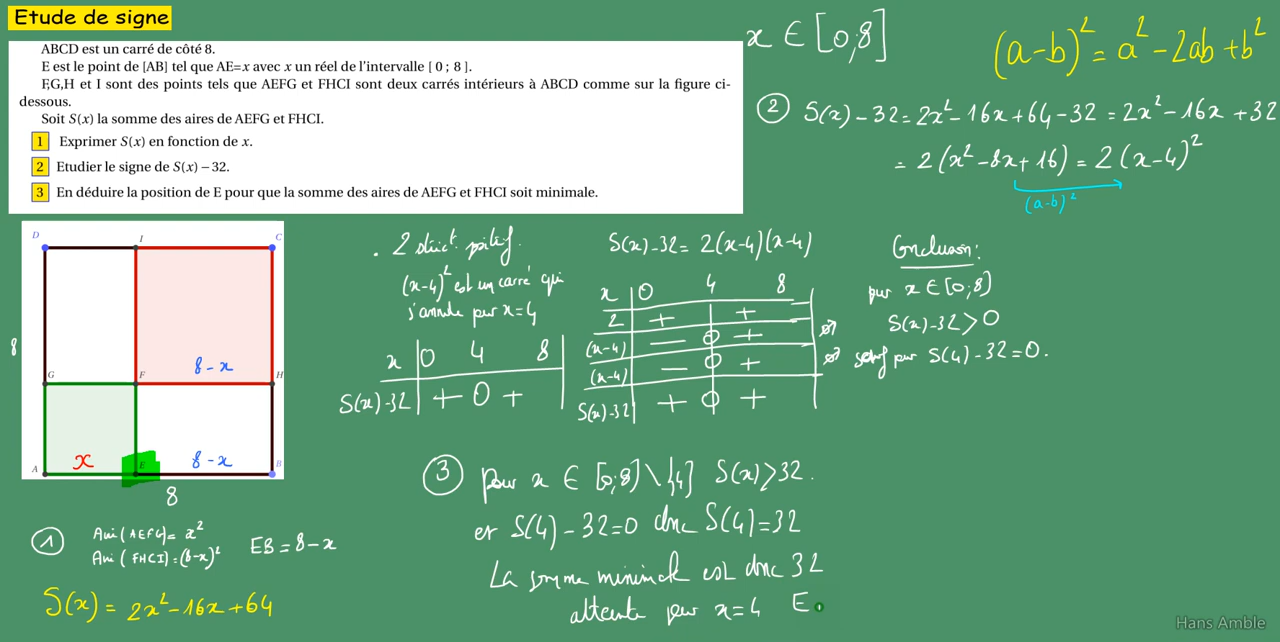 Etude de signe
ABCD est un carré de côté 8.
E est le point de [AB] tel que AE=x avec x un réel de l'intervalle [ 0 ; 8 ].
F,G,H et I sont des points tels que AEFG et FHCI sont deux carrés intérieurs à ABCD comme sur la figure ci-
dessous.
Soit S(x) la somme des aires de AEFG et FHCI.
1 Exprimer S(x) en fonction de x.
2 Etudier le signe de S(x) − 32.
3 En déduire la position de E pour que la somme des aires de AEFG et FHCI soit minimale.
D I C
8
G F 8-x H
A x E 8-x B
8
1 Aire(AEFG) = x²
Aire(FHCI) = (8-x)² EB = 8-x
S(x) = 2x² - 16x + 64
x ∈ [0,8]
(a-b)² = a² - 2ab + b²
2 S(x) - 32 = 2x² - 16x + 64 - 32 = 2x² - 16x + 32
= 2(x² - 8x + 16) = 2(x-4)²
(a-b)²
. 2 strict. positif.
(x-4)² est un carré qui
s'annule pour x=4
x 0 4 8
S(x)-32 + 0 +
S(x)-32 = 2(x-4)(x-4)
x 0 4 8
2 + +
(x-4) − 0 +
(x-4) − 0 +
S(x)-32 + 0 +
Conclusion:
pour x ∈ [0;8]
S(x)-32 > 0
sauf pour S(4)-32=0.
3 pour x ∈ [0;8] \ {4} S(x) > 32.
et S(4) - 32 = 0 donc S(4) = 32
La somme minimale est donc 32
atteinte pour x=4 E
Hans Amble